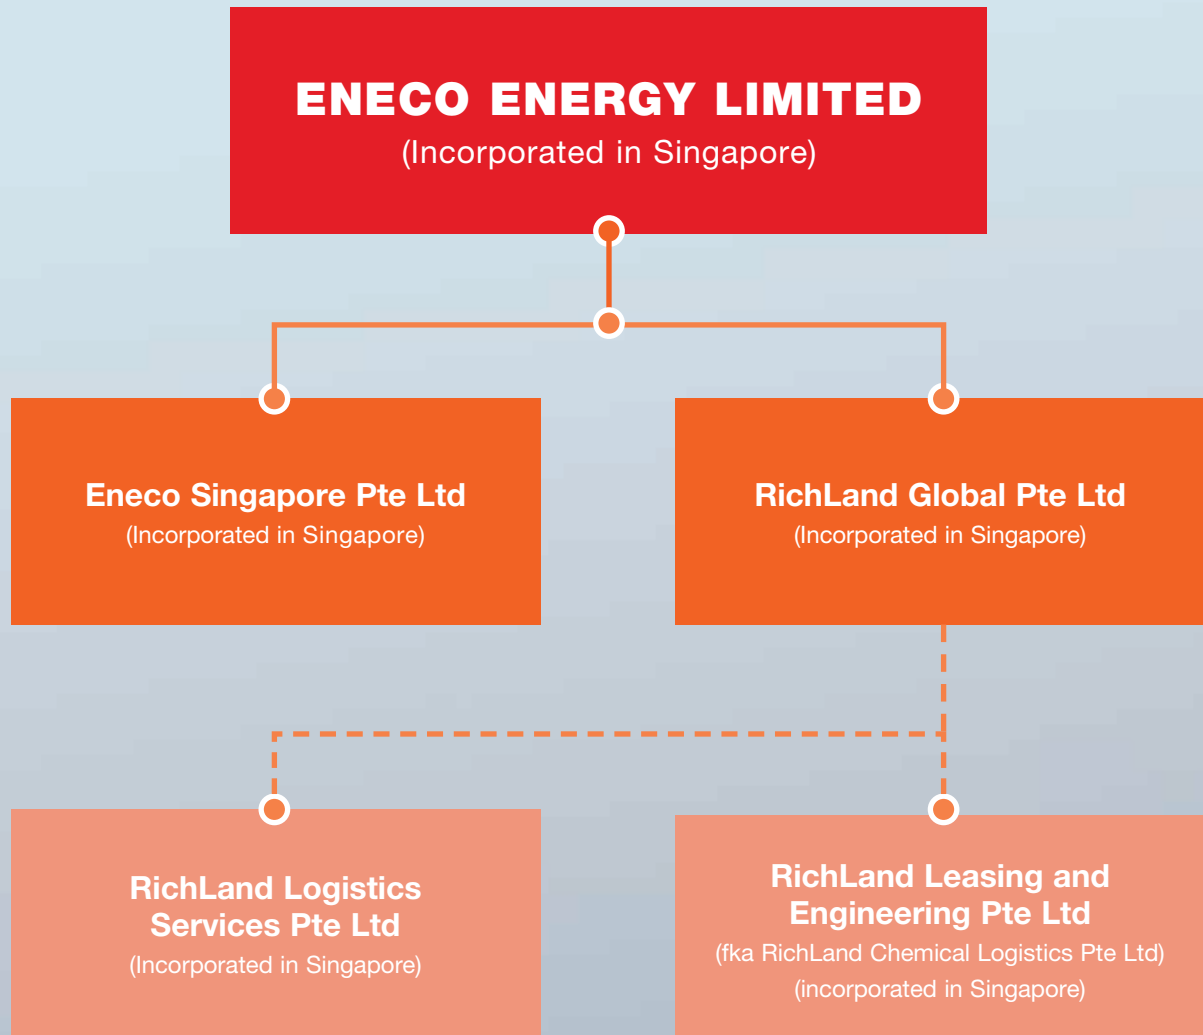 ENECO ENERGY LIMITED
(Incorporated in Singapore)
Eneco Singapore Pte Ltd
(Incorporated in Singapore)
RichLand Global Pte Ltd
(Incorporated in Singapore)
RichLand Logistics
Services Pte Ltd
(Incorporated in Singapore)
RichLand Leasing and
Engineering Pte Ltd
(fka RichLand Chemical Logistics Pte Ltd)
(incorporated in Singapore)